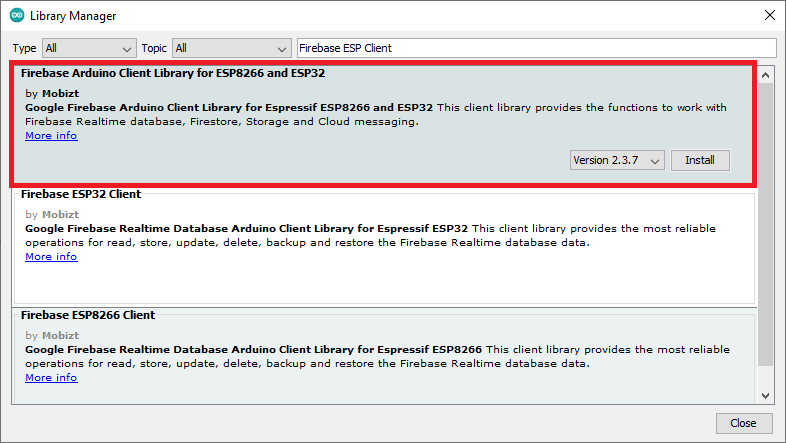 Library Manager
Type All Topic All Firebase ESP Client
Firebase Arduino Client Library for ESP8266 and ESP32
by Mobizt
Google Firebase Arduino Client Library for Espressif ESP8266 and ESP32 This client library provides the functions to work with
Firebase Realtime database, Firestore, Storage and Cloud messaging.
More info
Version 2.3.7 Install
Firebase ESP32 Client
by Mobizt
Google Firebase Realtime Database Arduino Client Library for Espressif ESP32 This client library provides the most reliable
operations for read, store, update, delete, backup and restore the Firebase Realtime database data.
More info
Firebase ESP8266 Client
by Mobizt
Google Firebase Realtime Database Arduino Client Library for Espressif ESP8266 This client library provides the most reliable
operations for read, store, update, delete, backup and restore the Firebase Realtime database data.
More info
Close